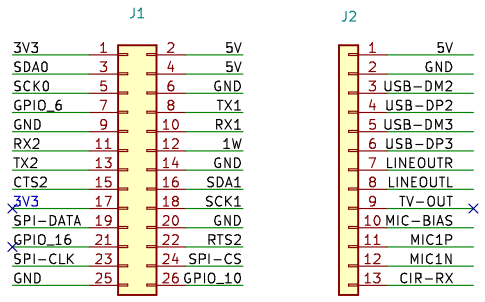 J1 J2
3V3 1 2 5V 1 5V
SDA0 3 4 5V 2 GND
SCK0 5 6 GND 3 USB-DM2
GPIO_6 7 8 TX1 4 USB-DP2
GND 9 10 RX1 5 USB-DM3
RX2 11 12 1W 6 USB-DP3
TX2 13 14 GND 7 LINEOUTR
CTS2 15 16 SDA1 8 LINEOUTL
3V3 17 18 SCK1 9 TV-OUT
SPI-DATA 19 20 GND 10 MIC-BIAS
GPIO_16 21 22 RTS2 11 MIC1P
SPI-CLK 23 24 SPI-CS 12 MIC1N
GND 25 26 GPIO_10 13 CIR-RX